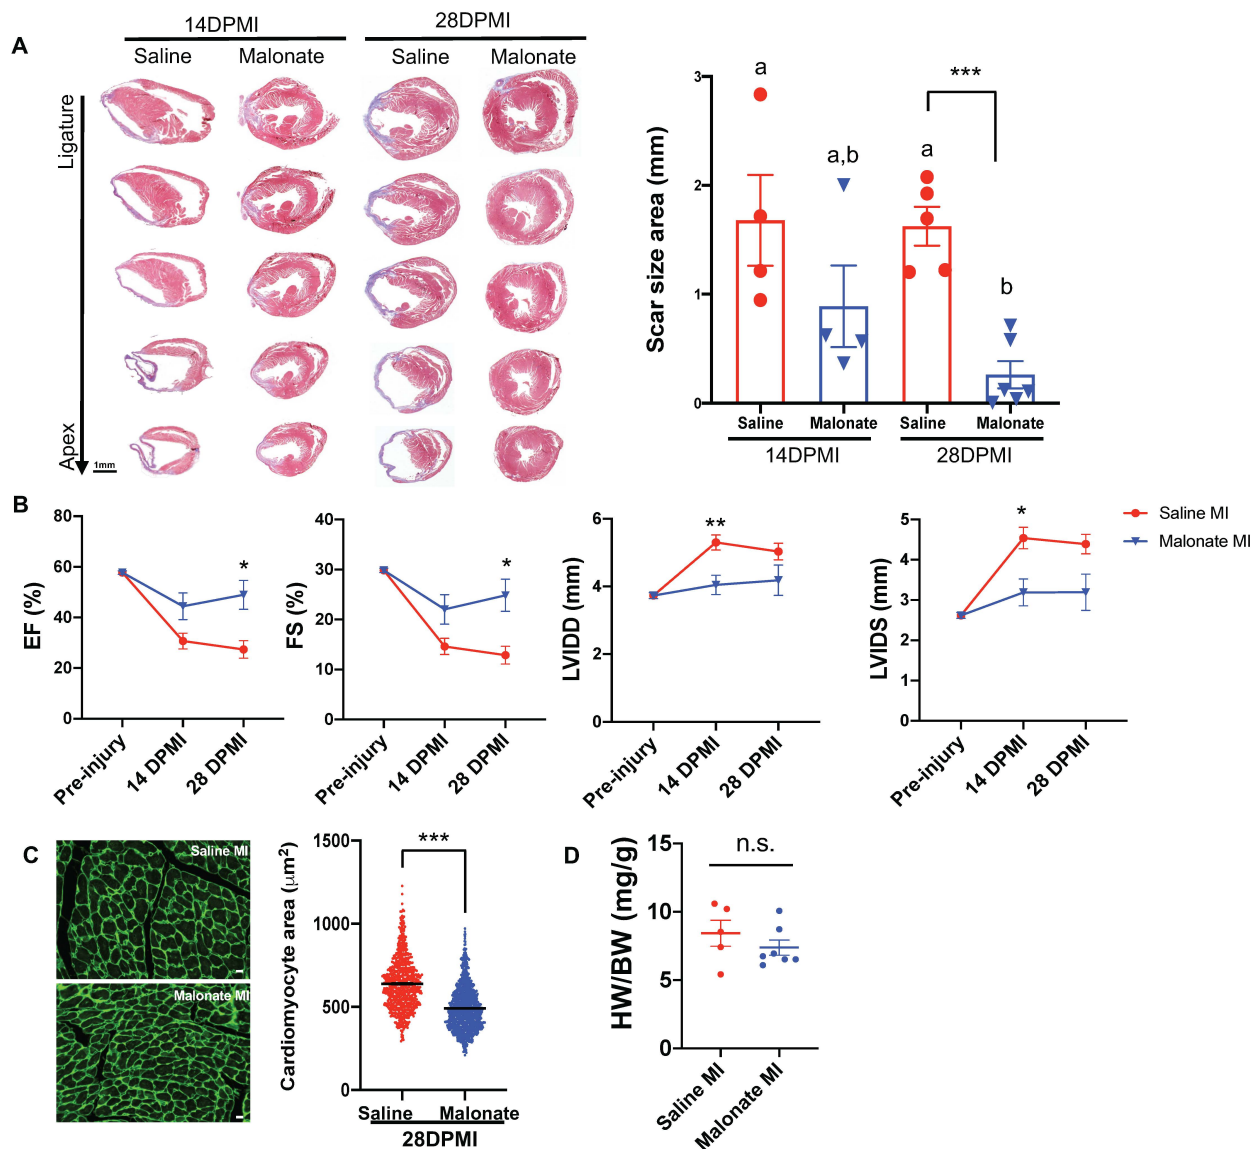 A
14DPMI
28DPMI
Saline
Malonate
Saline
Malonate
Ligature
Apex
1mm
Scar size area (mm)
3
2
1
0
a
a,b
a
b
***
Saline
Malonate
Saline
Malonate
14DPMI
28DPMI
B
EF (%)
80
60
40
20
0
*
Pre-injury
14 DPMI
28 DPMI
FS (%)
40
30
20
10
0
*
Pre-injury
14 DPMI
28 DPMI
LVIDD (mm)
6
4
2
0
**
Pre-injury
14 DPMI
28 DPMI
LVIDS (mm)
5
4
3
2
1
0
*
Pre-injury
14 DPMI
28 DPMI
Saline MI
Malonate MI
C
Saline MI
Malonate MI
Cardiomyocyte area (μm²)
1500
1000
500
0
***
Saline
Malonate
28DPMI
D
HW/BW (mg/g)
15
10
5
0
n.s.
Saline MI
Malonate MI